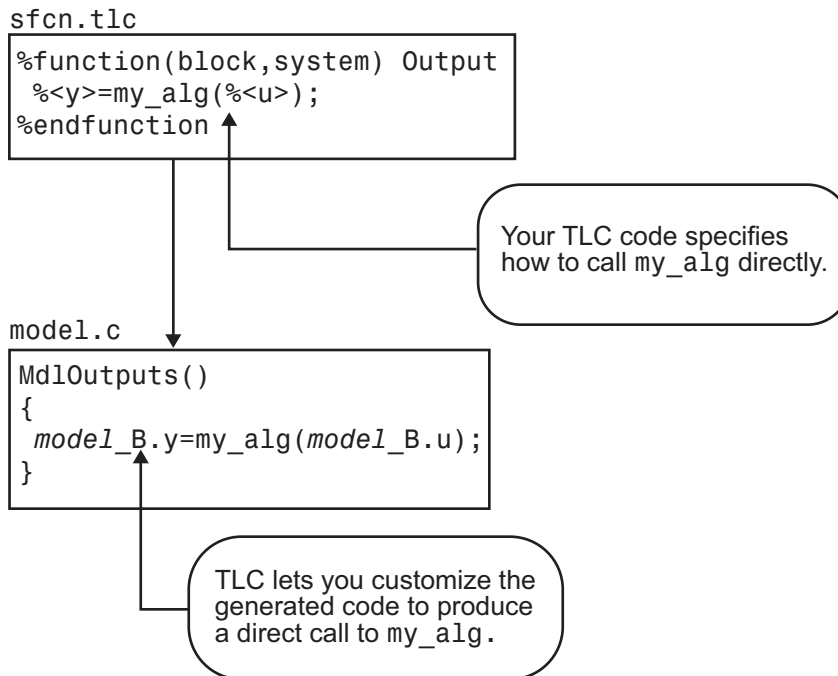 sfcn.tlc
%function(block,system) Output
%<y>=my_alg(%<u>);
%endfunction
Your TLC code specifies
how to call my_alg directly.
model.c
MdlOutputs()
{
model_B.y=my_alg(model_B.u);
}
TLC lets you customize the
generated code to produce
a direct call to my_alg.